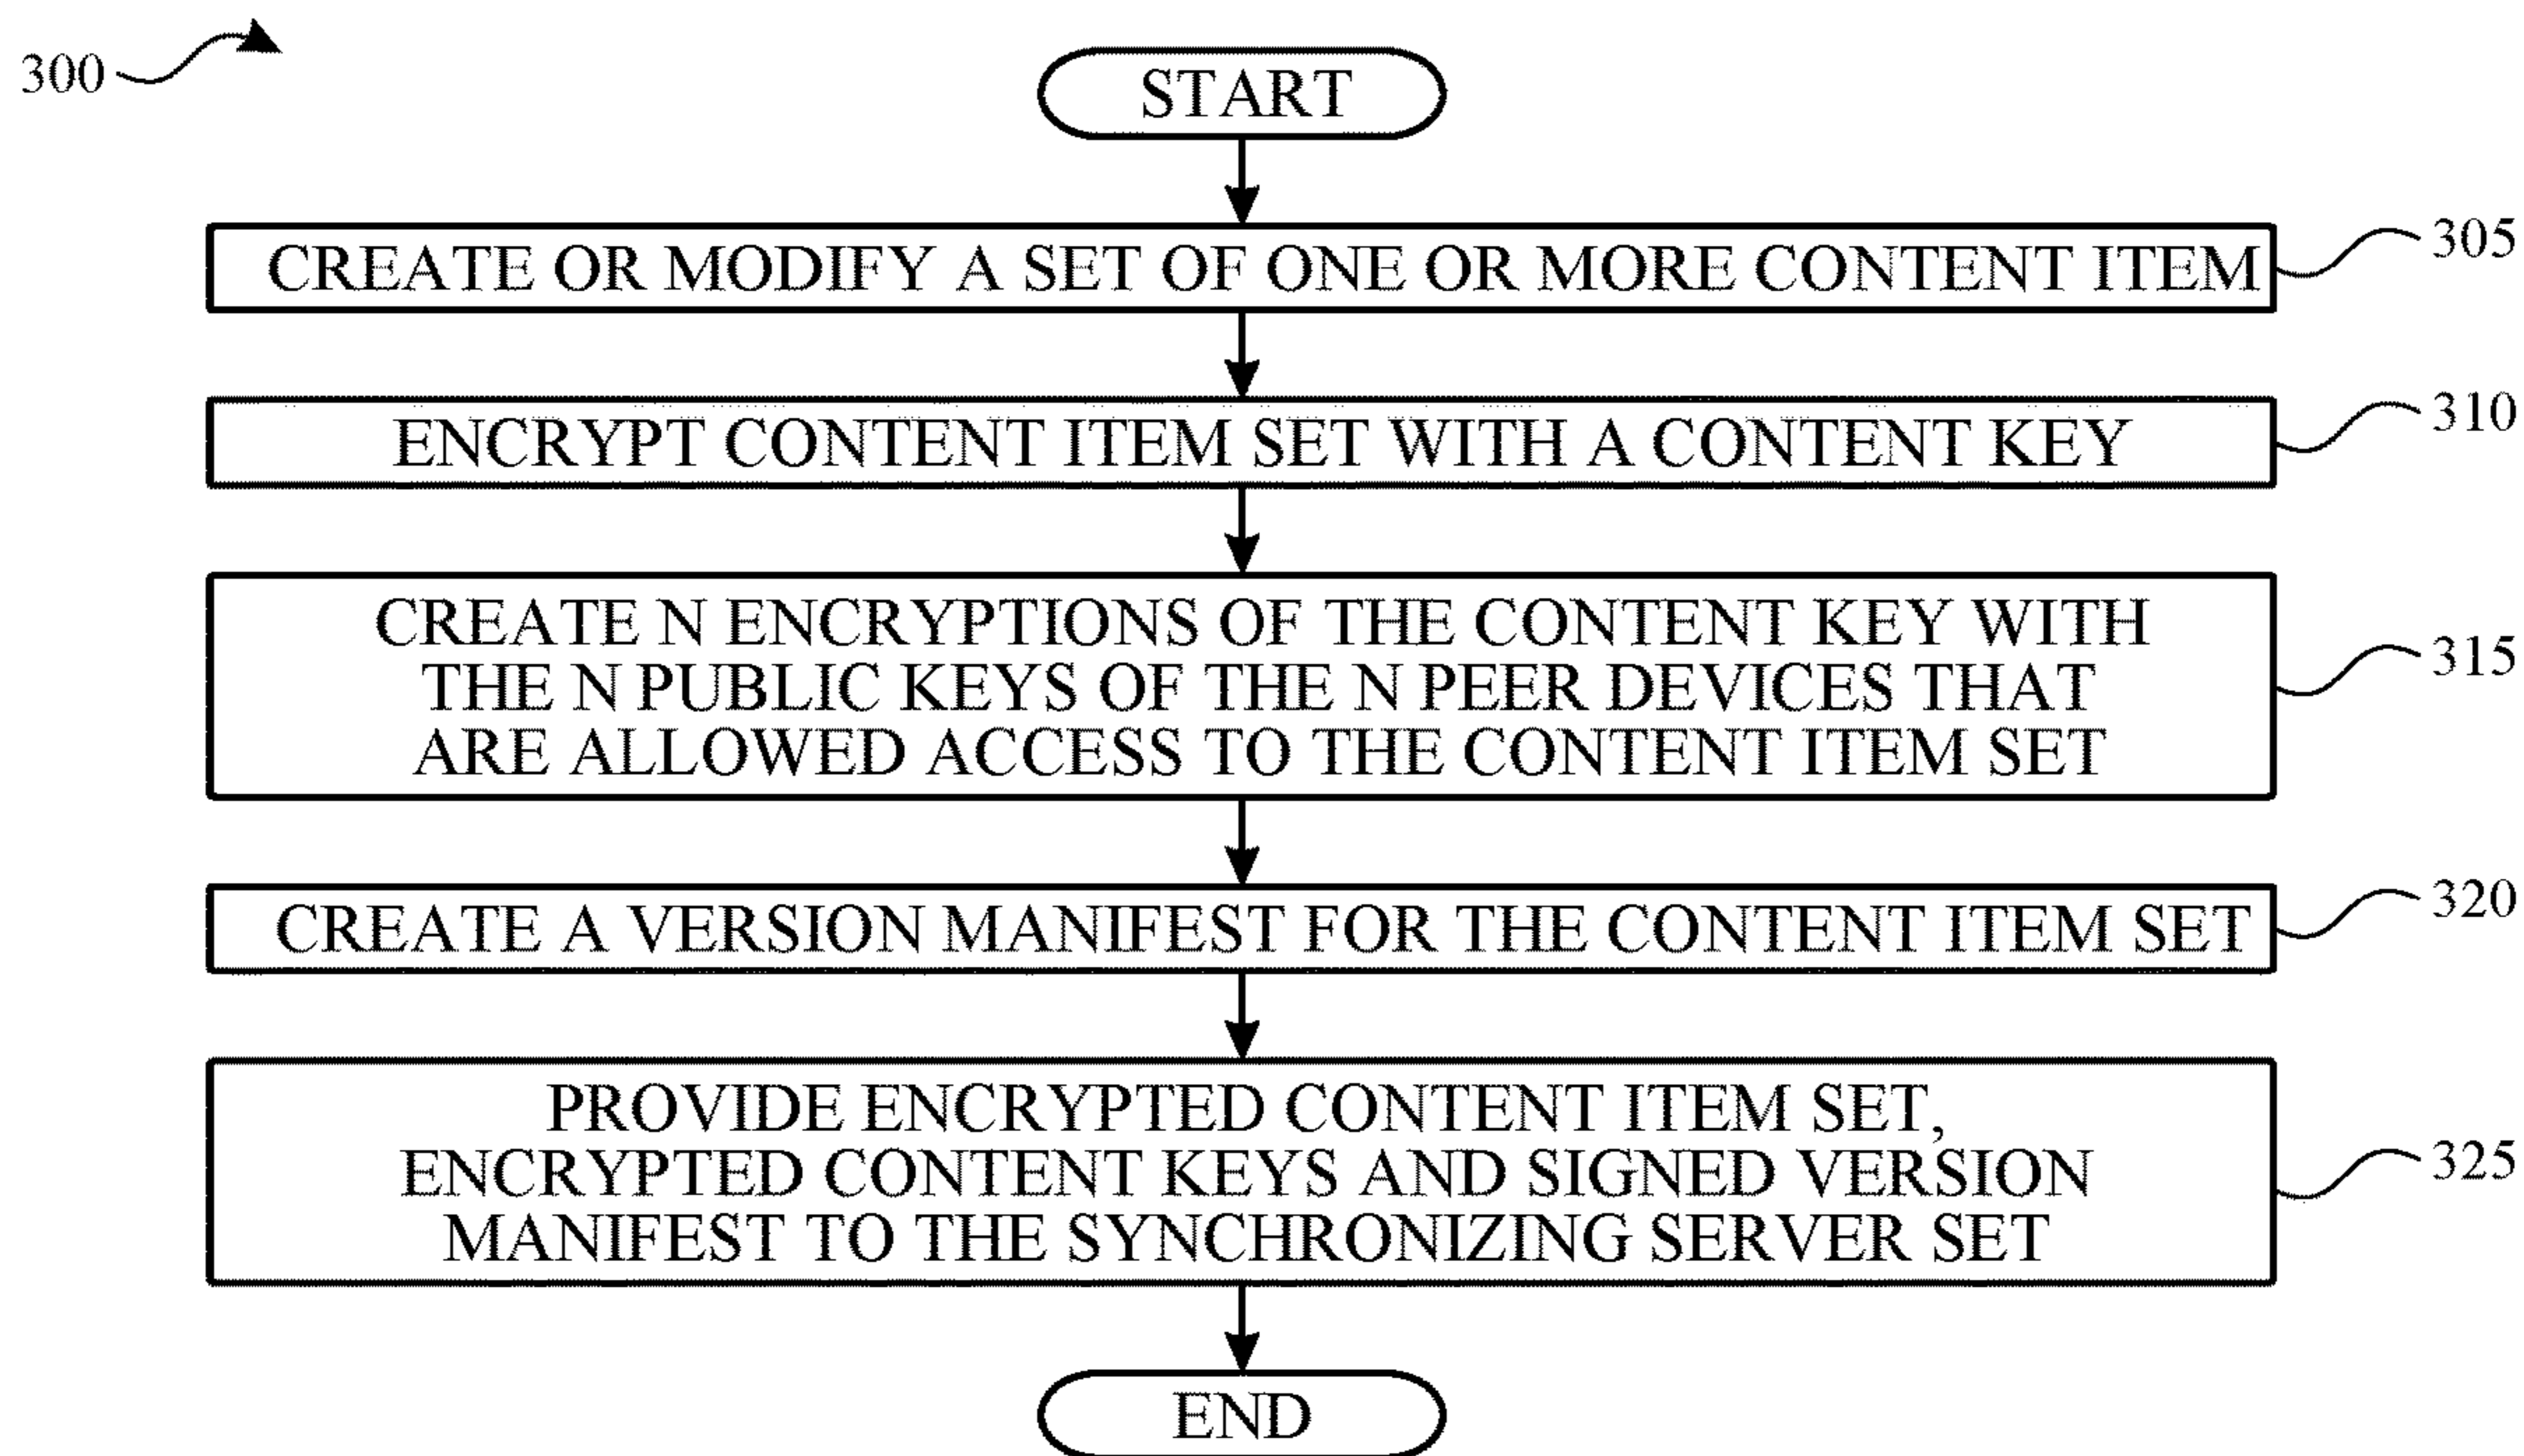 300
START
CREATE OR MODIFY A SET OF ONE OR MORE CONTENT ITEM
305
ENCRYPT CONTENT ITEM SET WITH A CONTENT KEY
310
CREATE N ENCRYPTIONS OF THE CONTENT KEY WITH
THE N PUBLIC KEYS OF THE N PEER DEVICES THAT
ARE ALLOWED ACCESS TO THE CONTENT ITEM SET
315
CREATE A VERSION MANIFEST FOR THE CONTENT ITEM SET
320
PROVIDE ENCRYPTED CONTENT ITEM SET,
ENCRYPTED CONTENT KEYS AND SIGNED VERSION
MANIFEST TO THE SYNCHRONIZING SERVER SET
325
END